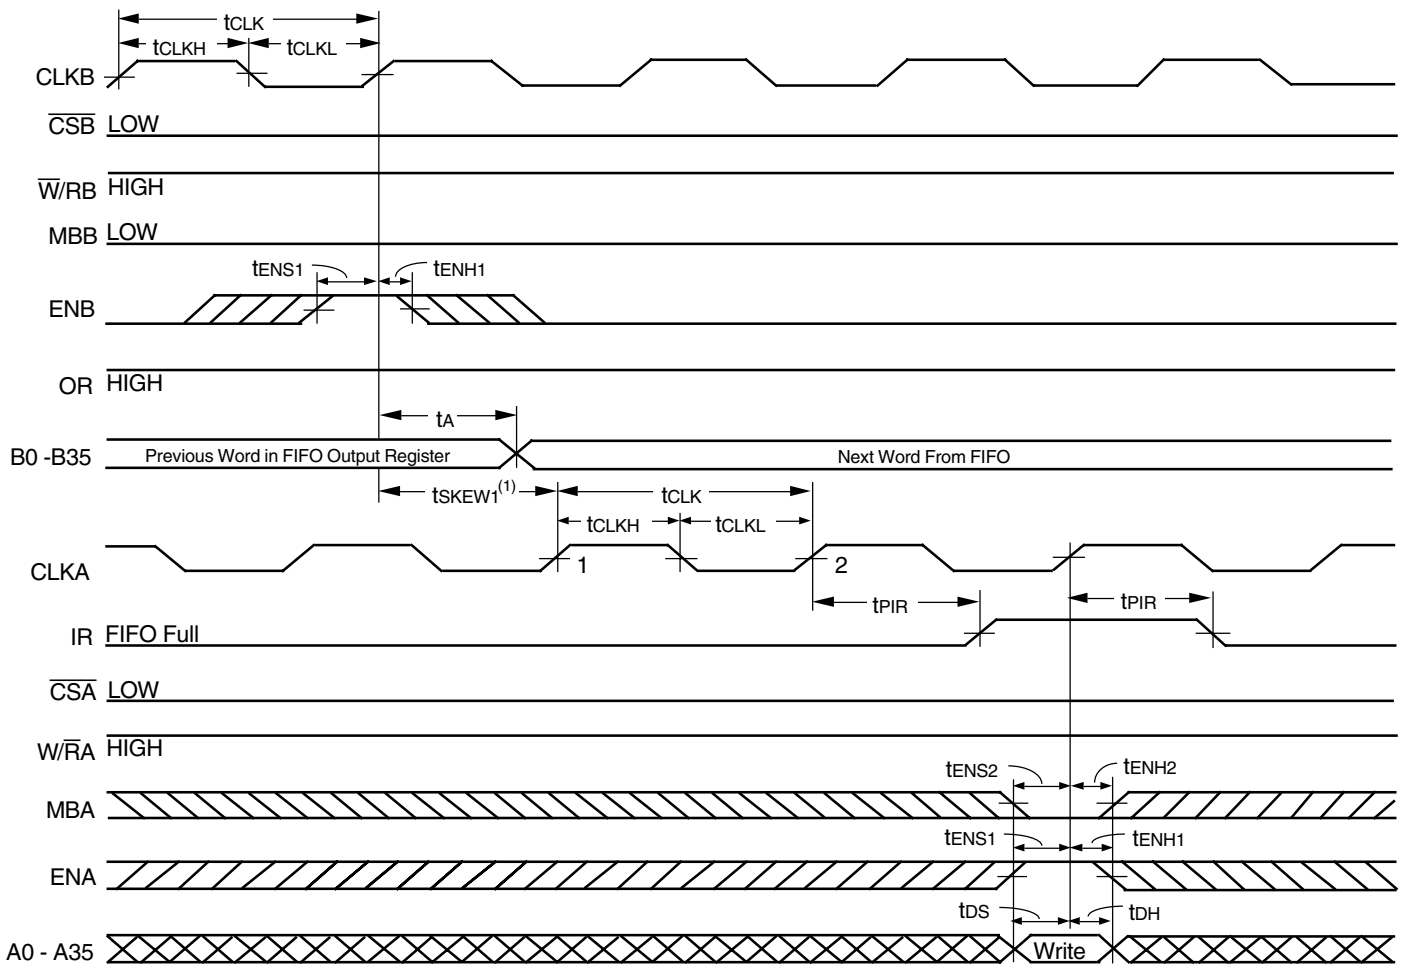 tCLK
tCLKH tCLKL
CLKB
CSB LOW
W/RB HIGH
MBB LOW
tENS1 tENH1
ENB
OR HIGH
tA
B0 -B35 Previous Word in FIFO Output Register Next Word From FIFO
tSKEW1(1) tCLK
tCLKH tCLKL
CLKA 1 2
tPIR tPIR
IR FIFO Full
CSA LOW
W/RA HIGH
tENS2 tENH2
MBA
tENS1 tENH1
ENA
tDS tDH
A0 - A35 Write